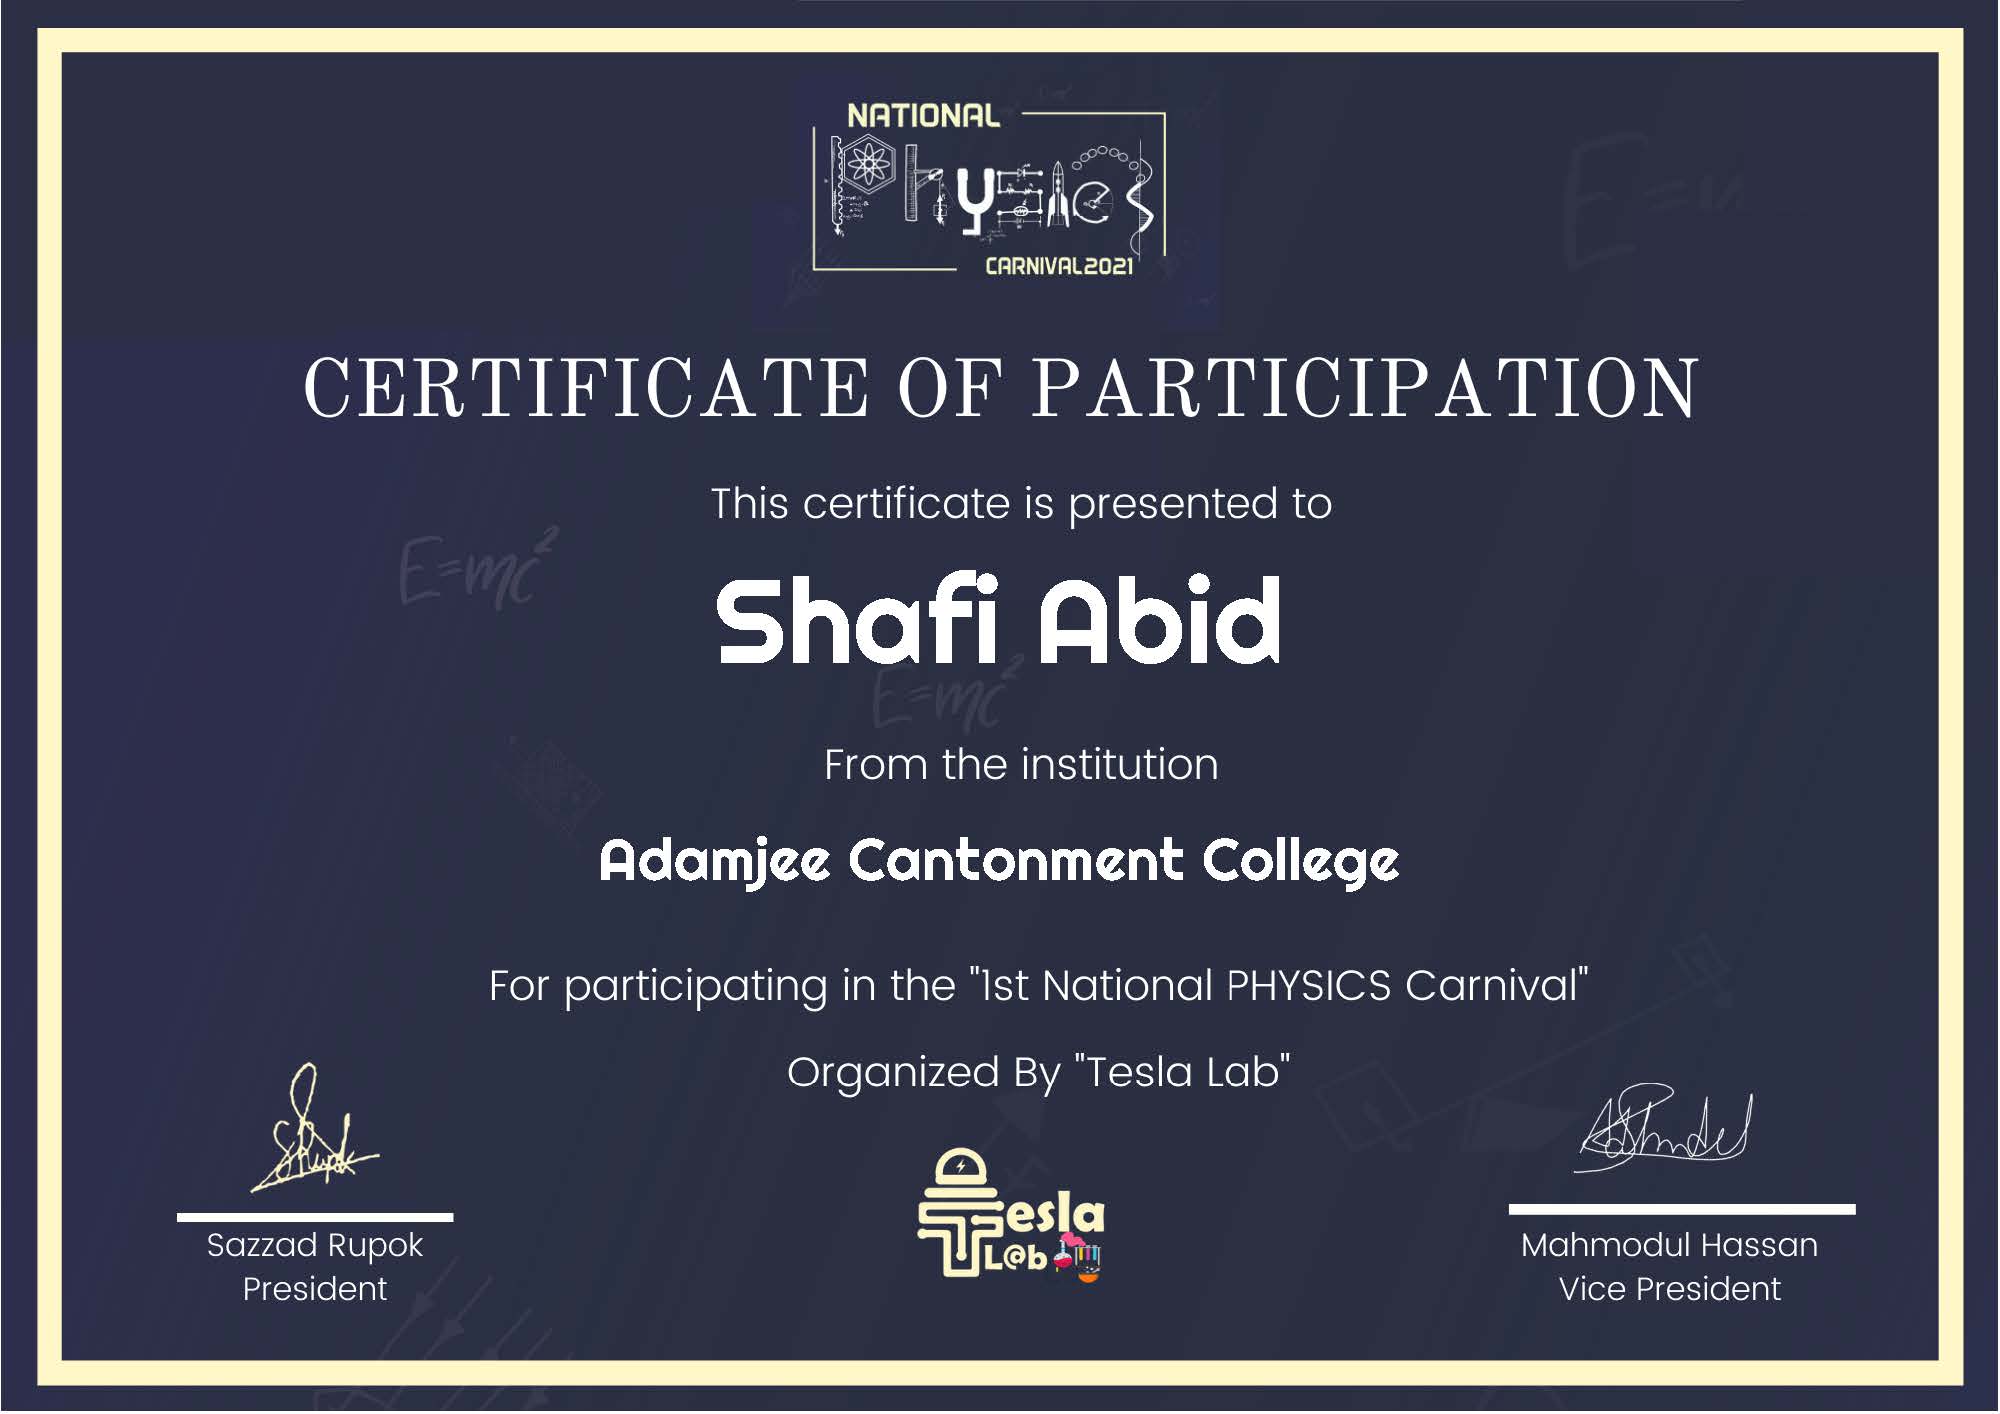 NATIONAL
Physics
CARNIVAL2021
CERTIFICATE OF PARTICIPATION
This certificate is presented to
E=mc²
Shafi Abid
E=mc²
From the institution
Adamjee Cantonment College
For participating in the "1st National PHYSICS Carnival"
Organized By "Tesla Lab"
Tesla
L@b
Sazzad Rupok
President
Mahmodul Hassan
Vice President